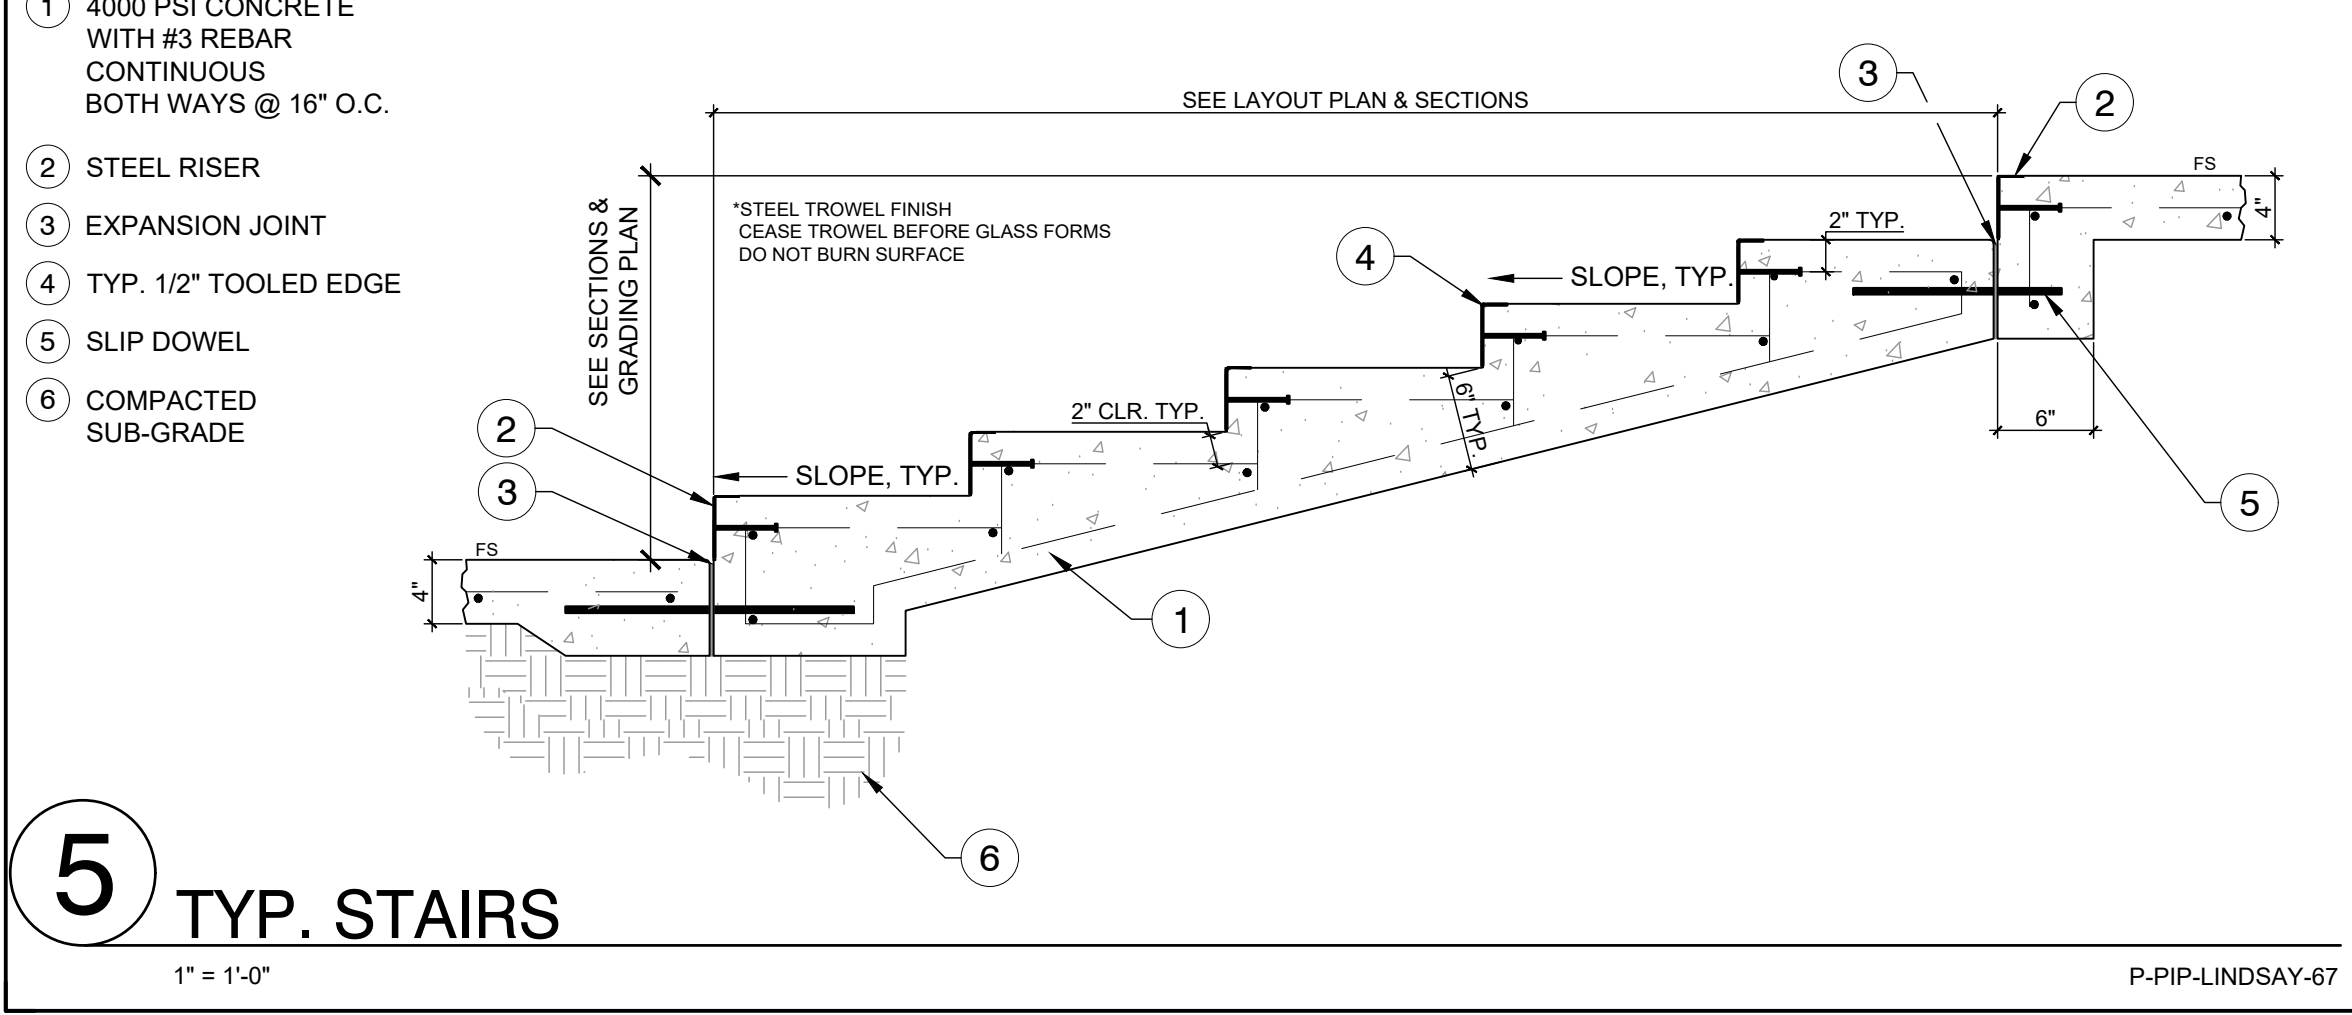 1 4000 PSI CONCRETE
WITH #3 REBAR
CONTINUOUS
BOTH WAYS @ 16" O.C.
2 STEEL RISER
3 EXPANSION JOINT
4 TYP. 1/2" TOOLED EDGE
5 SLIP DOWEL
6 COMPACTED
SUB-GRADE
SEE LAYOUT PLAN & SECTIONS
3
2
FS
4"
SEE SECTIONS &
GRADING PLAN
*STEEL TROWEL FINISH
CEASE TROWEL BEFORE GLASS FORMS
DO NOT BURN SURFACE
4
2" TYP.
SLOPE, TYP.
2" CLR. TYP.
6" TYP.
6"
2
3
SLOPE, TYP.
5
FS
4"
1
6
5
TYP. STAIRS
1" = 1'-0"
P-PIP-LINDSAY-67